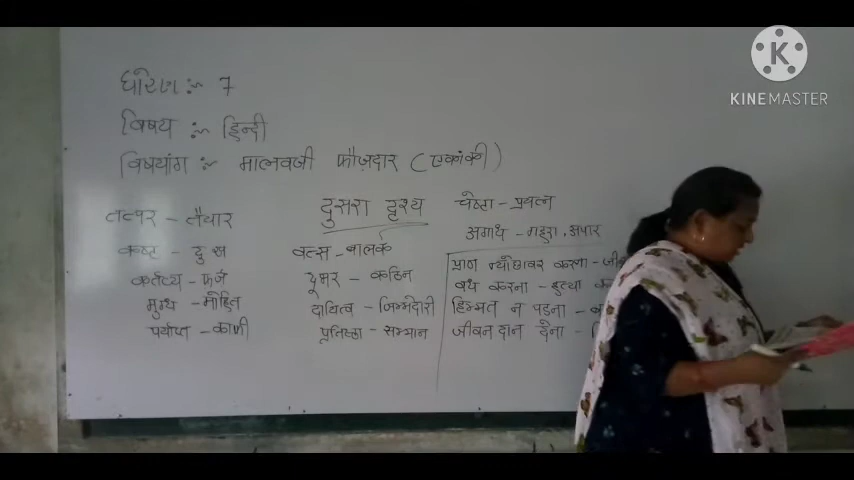 धोरण :- 7
विषय :- हिन्दी
विषयांग :- मालवजी फौज़दार (एकांकी)
दुसरा दृश्य
तत्पर - तैयार
कष्ट - दुःख
कर्तव्य - फर्ज
मुग्ध - मोहित
पर्याप्त - काफी
वत्स - बालक
दूभर - कठिन
दायित्व - जिम्मेदारी
प्रतिष्ठा - सम्मान
चेष्टा - प्रयत्न
अगाध - गहरा, अपार
प्राण न्योछावर करना -
वध करना - हत्या
हिम्मत न पड़ना -
जीवन दान देना -
KINEMASTER